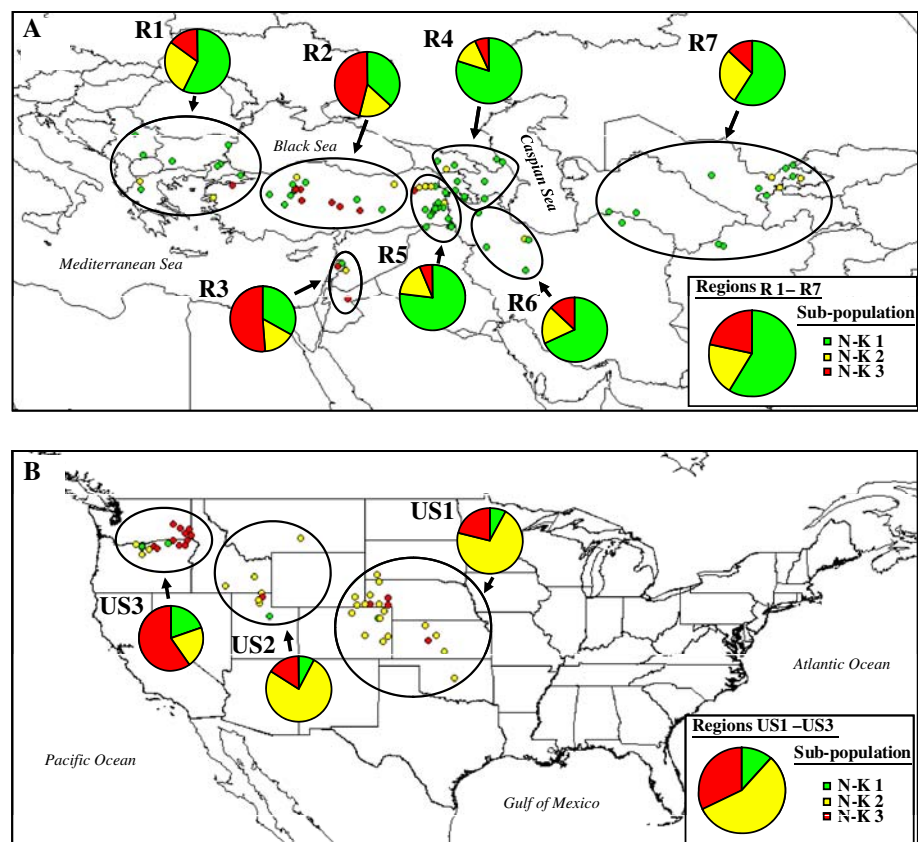 A
R1
R2
R4
R7
Black Sea
Caspian Sea
Mediterranean Sea
R3
R5
R6
Regions R 1– R7
Sub-population
N-K 1
N-K 2
N-K 3
B
US1
US3
US2
Atlantic Ocean
Pacific Ocean
Gulf of Mexico
Regions US1 –US3
Sub-population
N-K 1
N-K 2
N-K 3